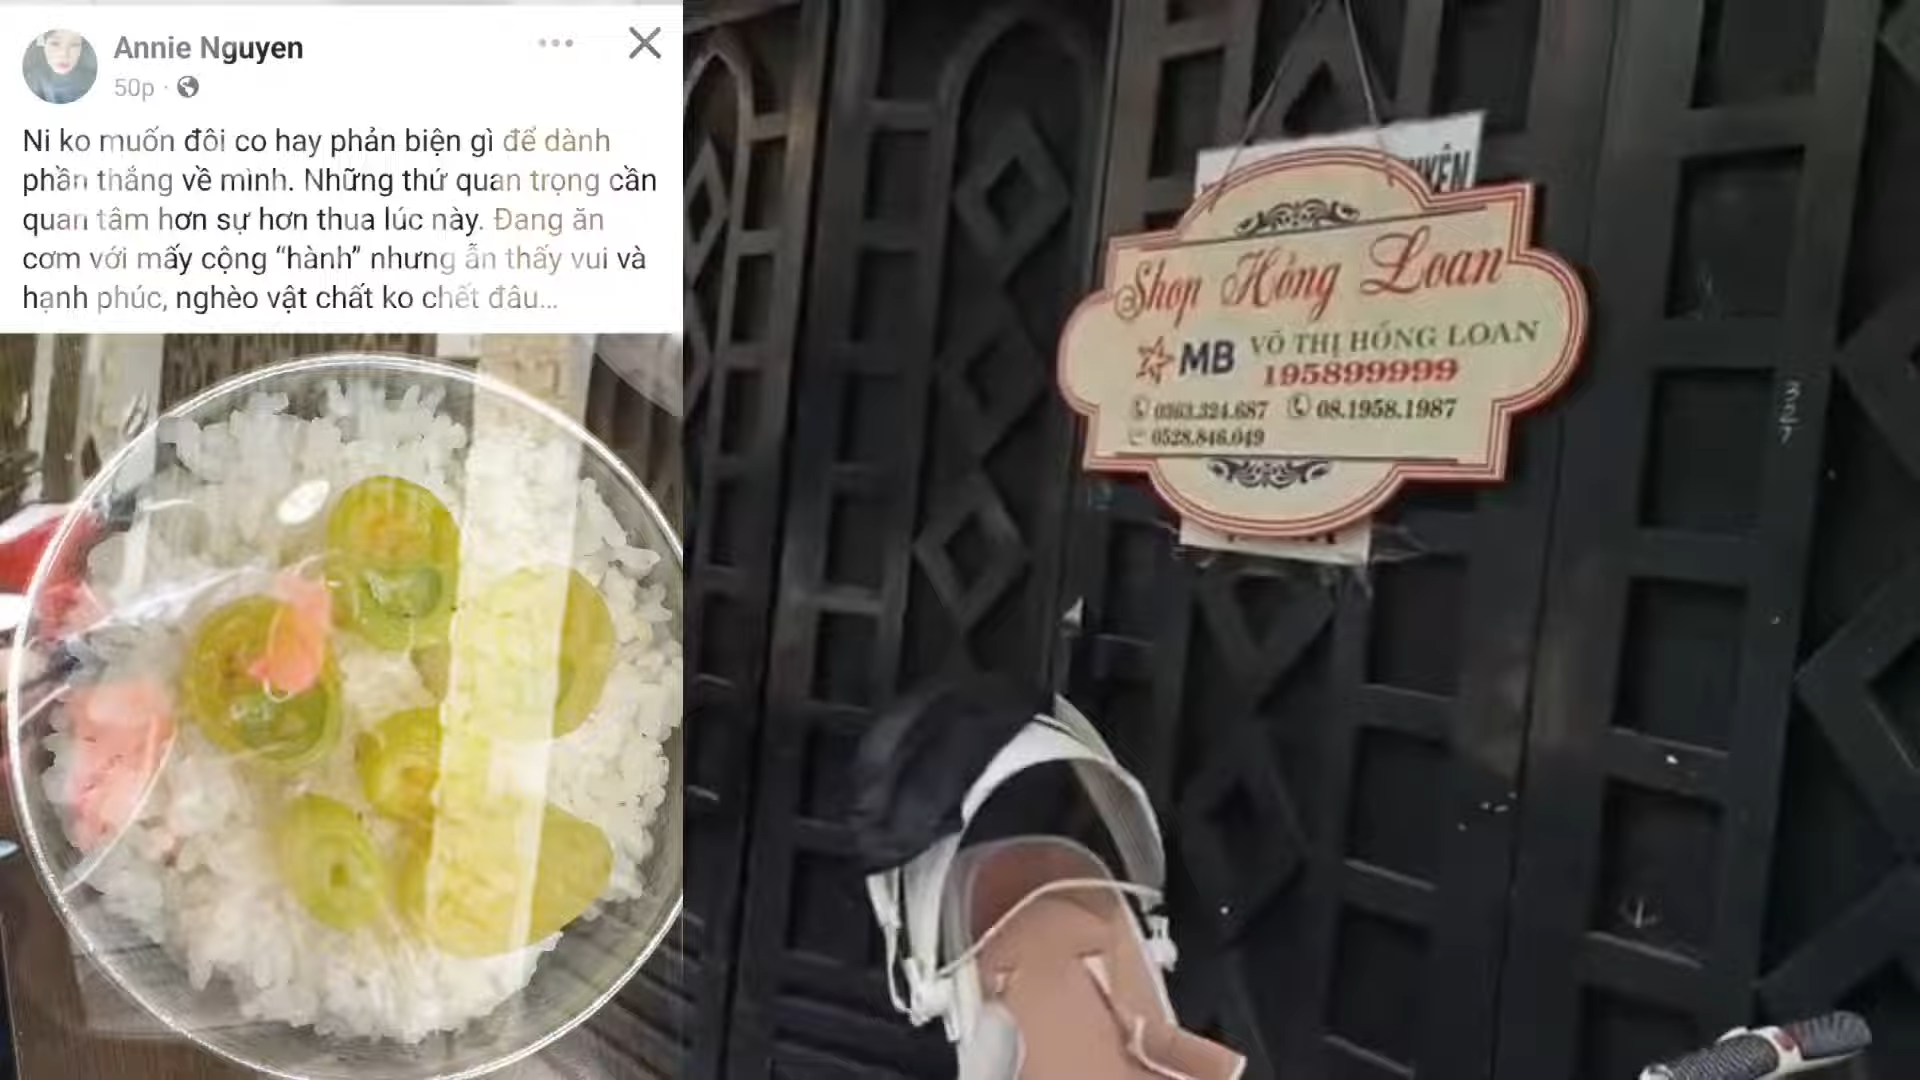 Annie Nguyen
50p
Ni ko muốn đôi co hay phản biện gì để dành
phần thắng về mình. Những thứ quan trọng cần
quan tâm hơn sự hơn thua lúc này. Đang ăn
cơm với mấy cộng “hành” nhưng ẫn thấy vui và
hạnh phúc, nghèo vật chất ko chết đâu...
Shop Hồng Loan
MB VÕ THỊ HỒNG LOAN
195899999
0363.324.687 08.1958.1987
0528.846.049
327